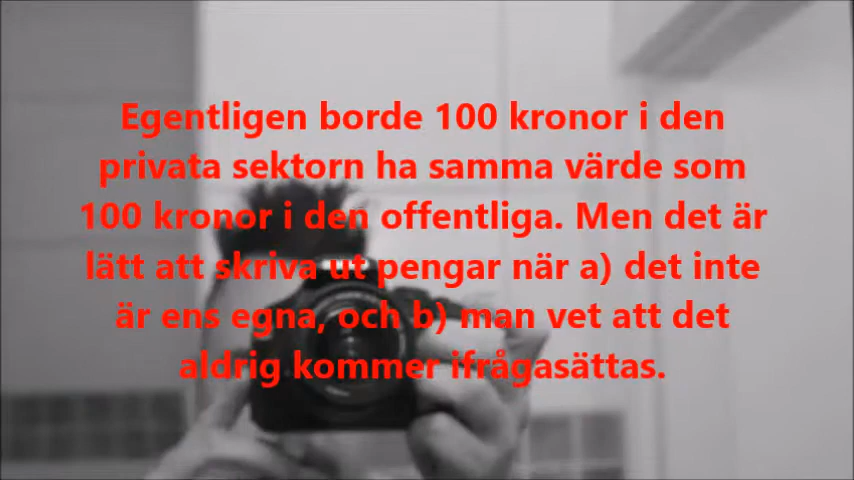 Egentligen borde 100 kronor i den
privata sektorn ha samma värde som
100 kronor i den offentliga. Men det är
lätt att skriva ut pengar när a) det inte
är ens egna, och b) man vet att det
aldrig kommer ifrågasättas.